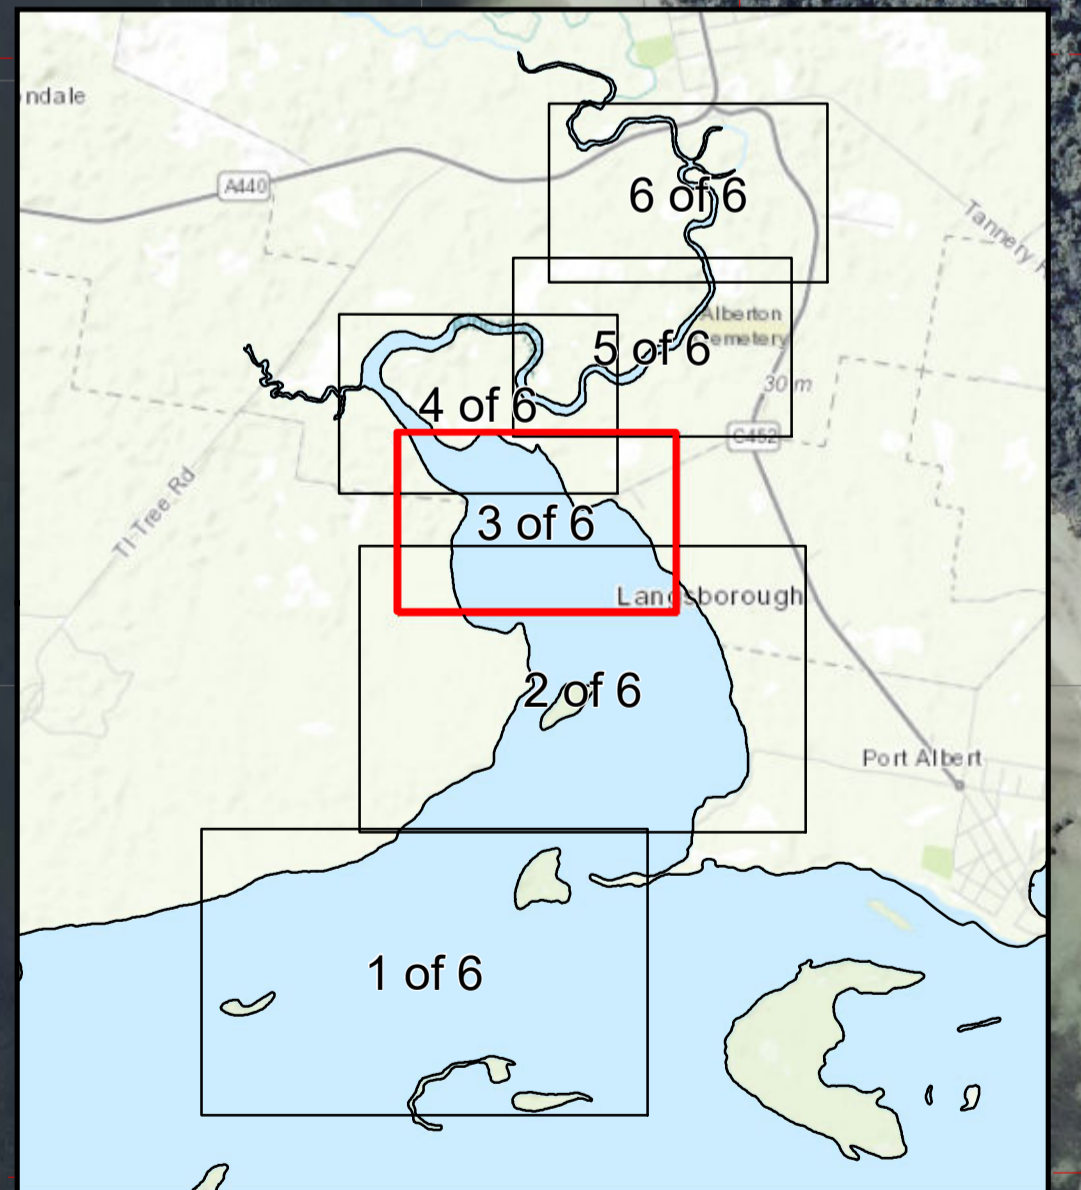 ndale
A440
6 of 6
Tannery R
Alberton
emetery
5 of 6
30 m
4 of 6
C452
TI Tree Rd
3 of 6
Langsborough
2 of 6
Port Albert
1 of 6